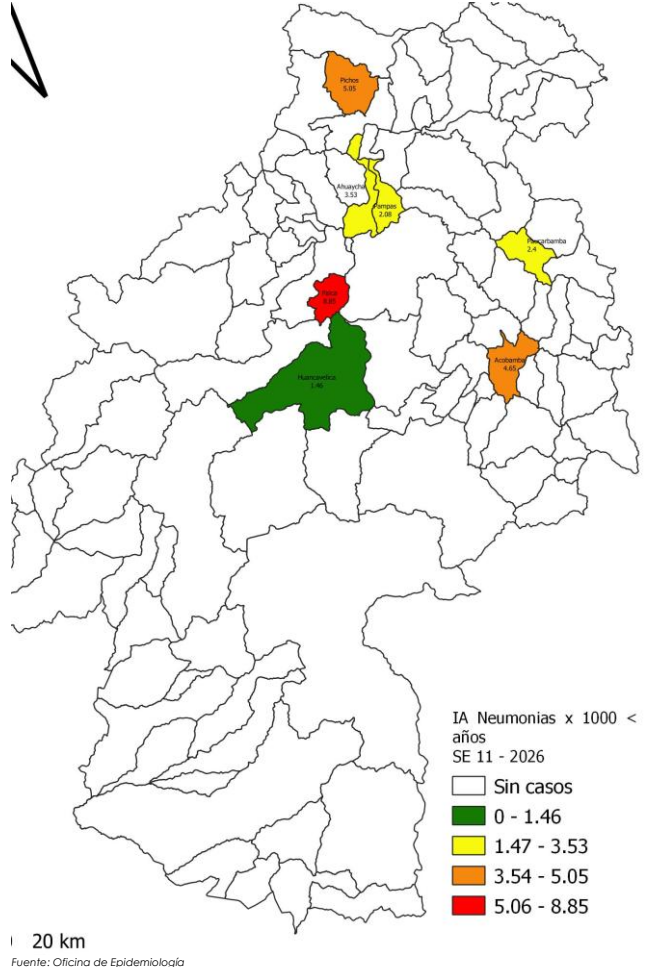 Pichos
5.05
Ahuaycha
3.53
Pampas
2.08
Paucarbamba
2.4
8.85
Acobamba
4.65
Huancavelica
1.46
IA Neumonias x 1000 <
años
SE 11 - 2026
Sin casos
0 - 1.46
1.47 - 3.53
3.54 - 5.05
5.06 - 8.85
20 km
Fuente: Oficina de Epidemiología